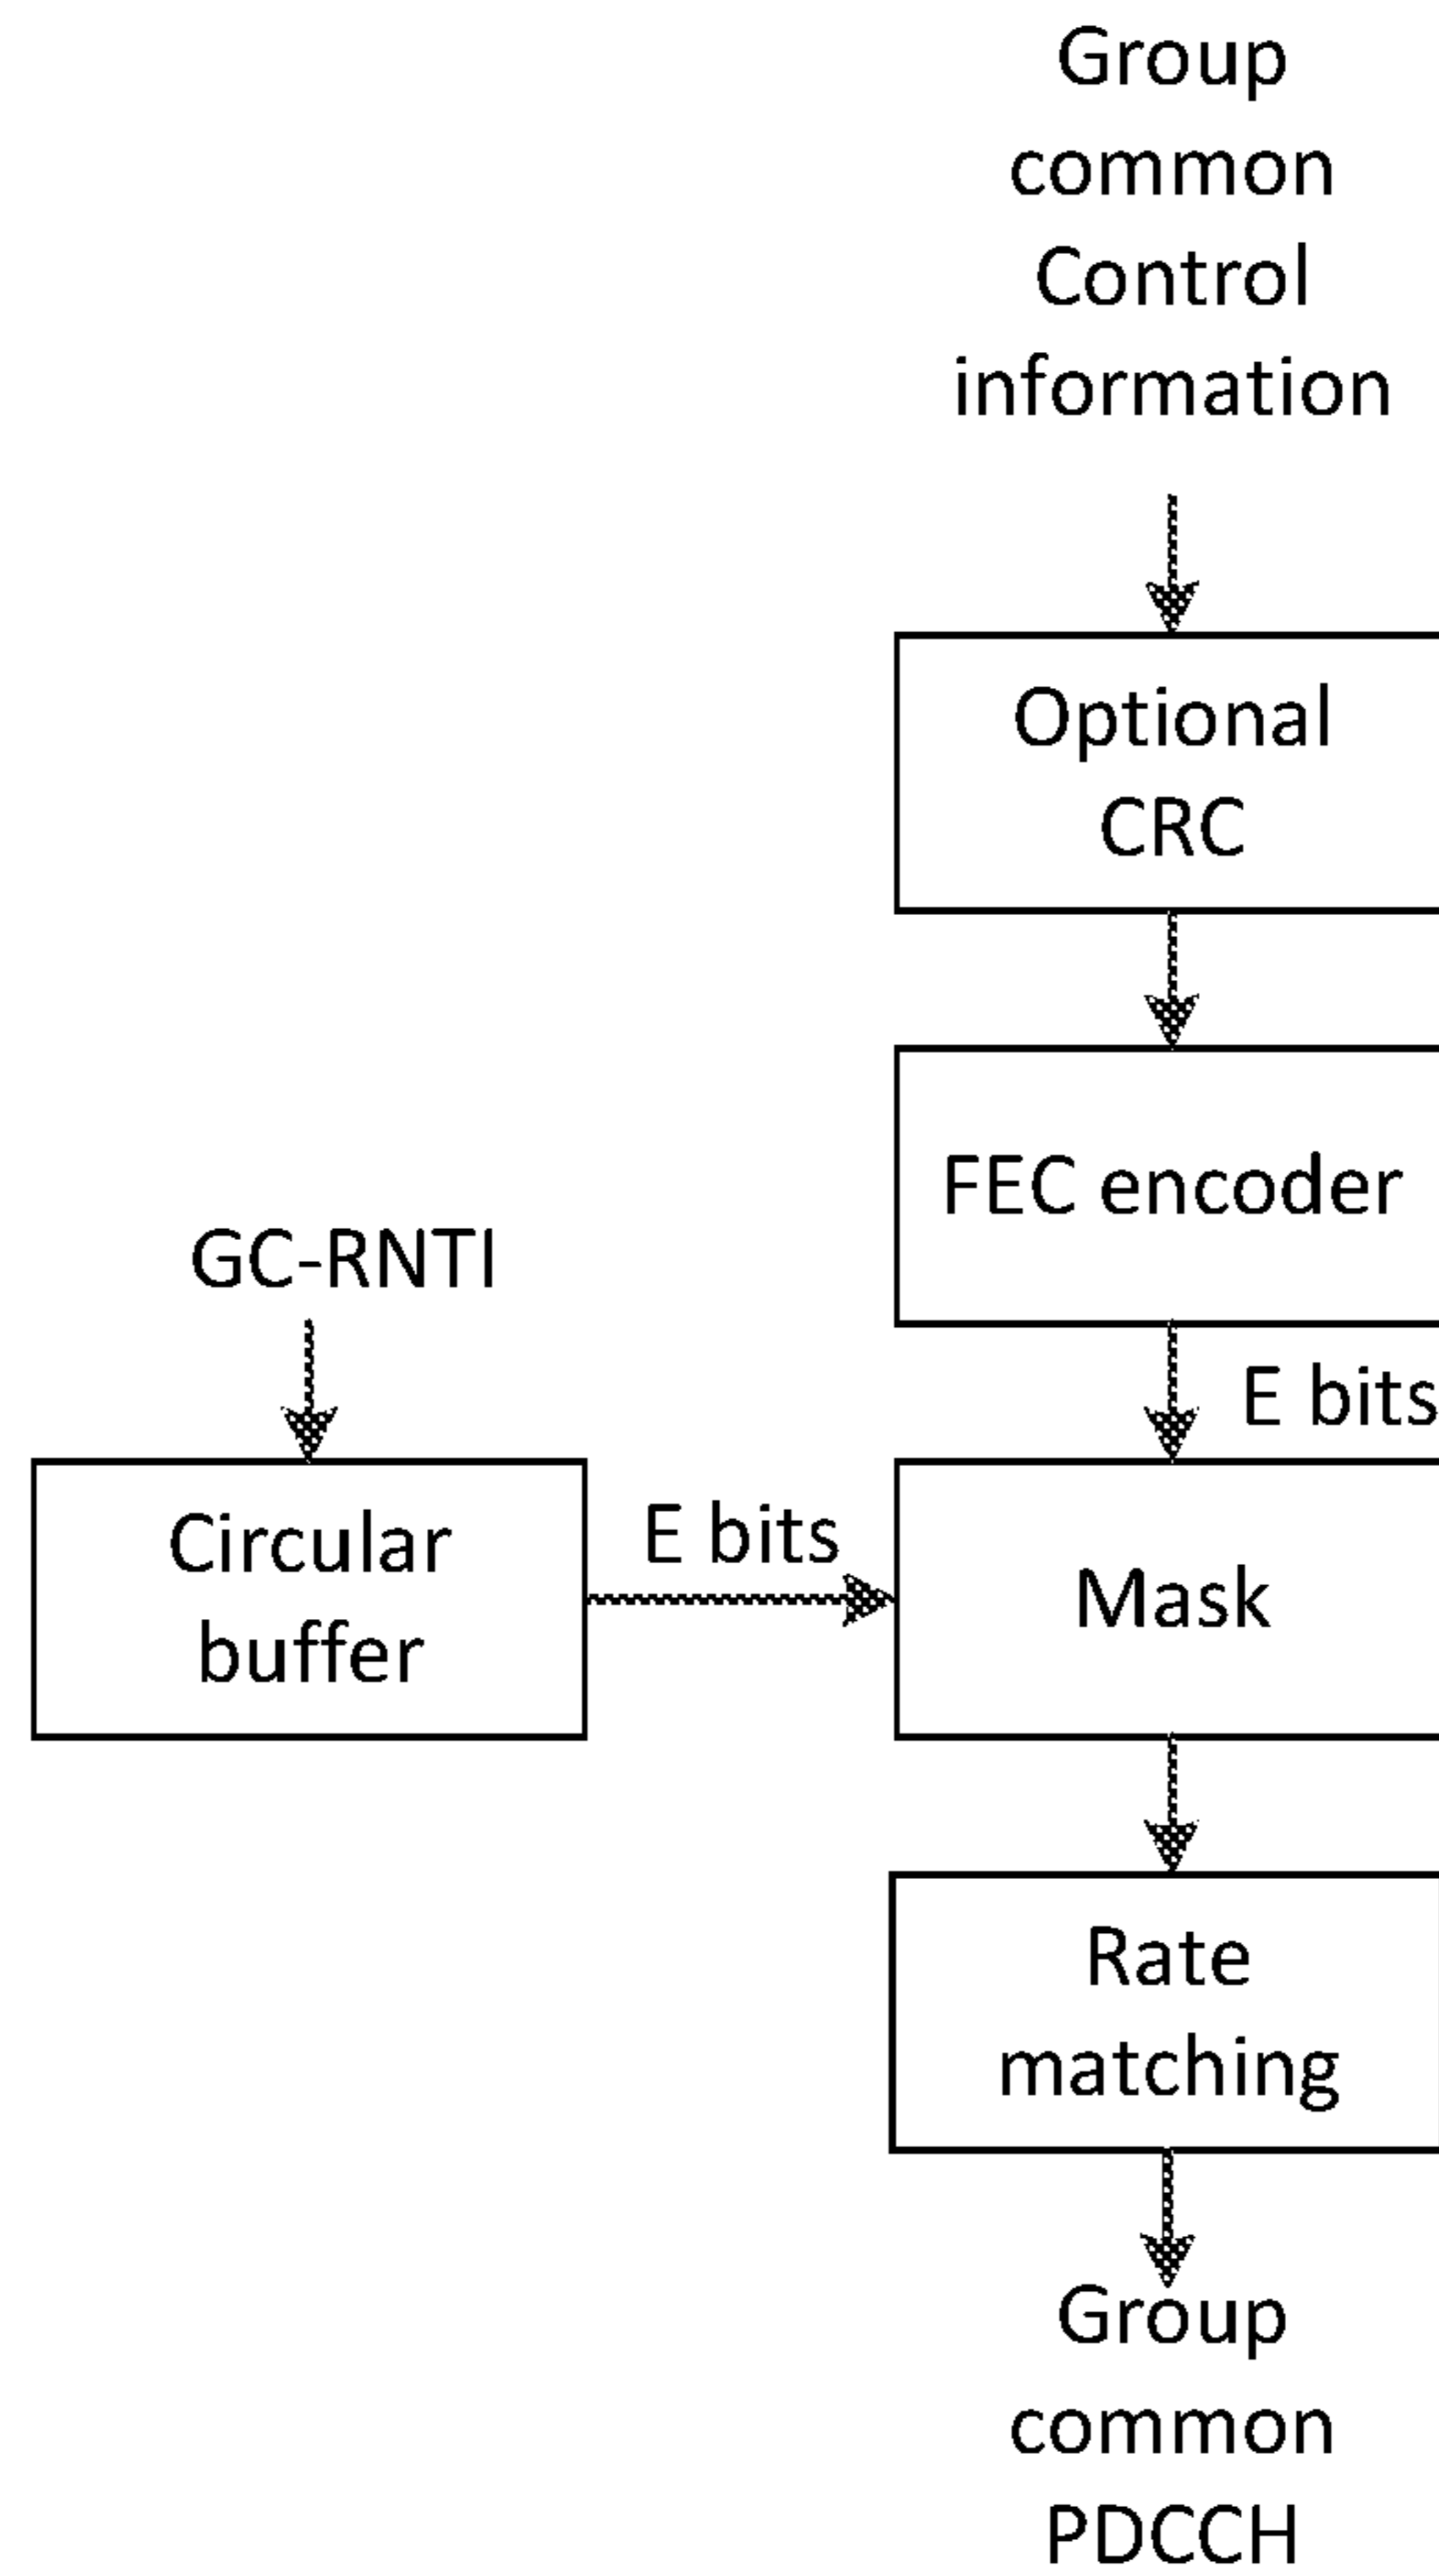 Group
common
Control
information
Optional
CRC
FEC encoder
GC-RNTI
E bits
Circular
buffer
E bits
Mask
Rate
matching
Group
common
PDCCH